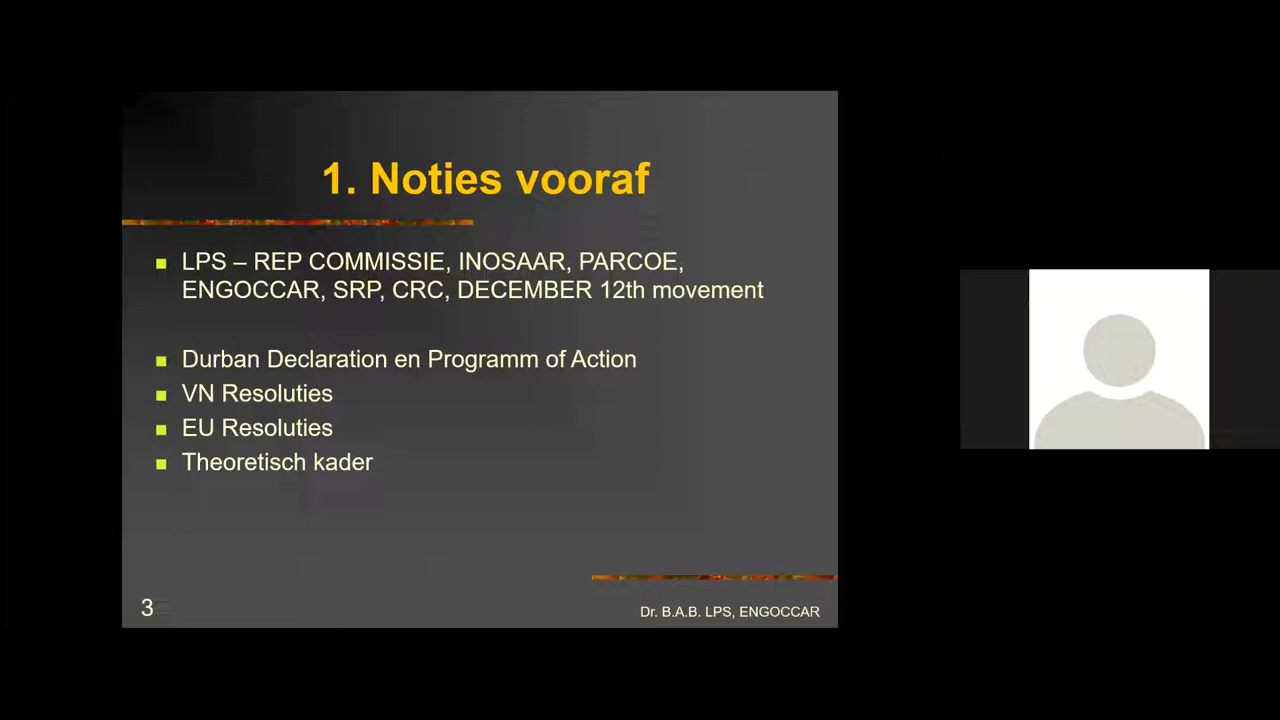 1. Noties vooraf
LPS – REP COMMISSIE, INOSAAR, PARCOE,
ENGOCCAR, SRP, CRC, DECEMBER 12th movement
Durban Declaration en Programm of Action
VN Resoluties
EU Resoluties
Theoretisch kader
3
Dr. B.A.B. LPS, ENGOCCAR